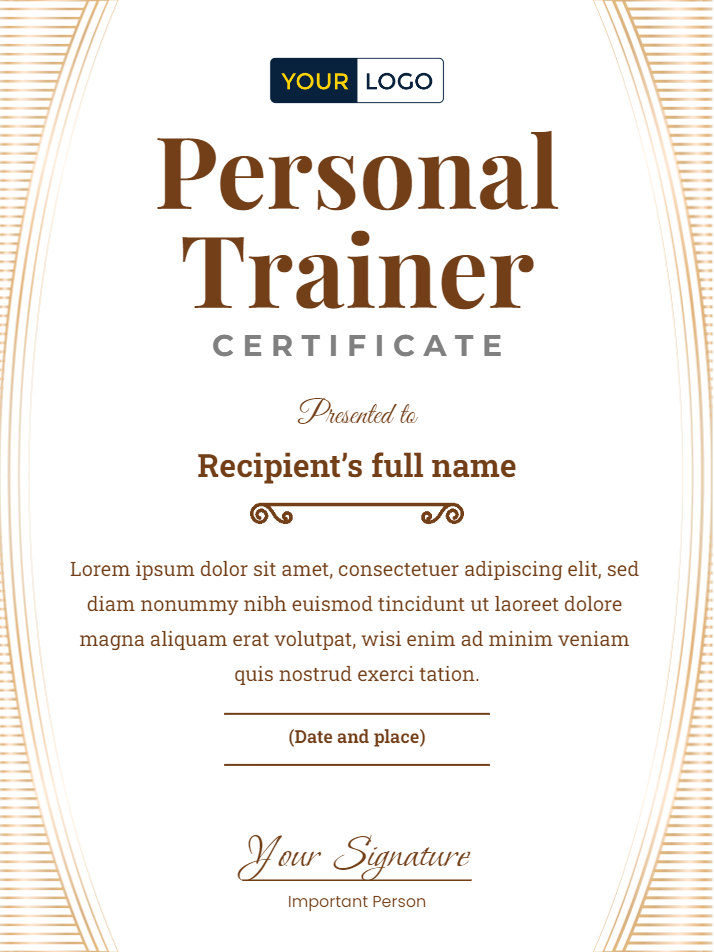 YOUR LOGO
Personal
Trainer
CERTIFICATE
Presented to
Recipient’s full name
Lorem ipsum dolor sit amet, consectetuer adipiscing elit, sed
diam nonummy nibh euismod tincidunt ut laoreet dolore
magna aliquam erat volutpat, wisi enim ad minim veniam
quis nostrud exerci tation.
(Date and place)
Your Signature
Important Person